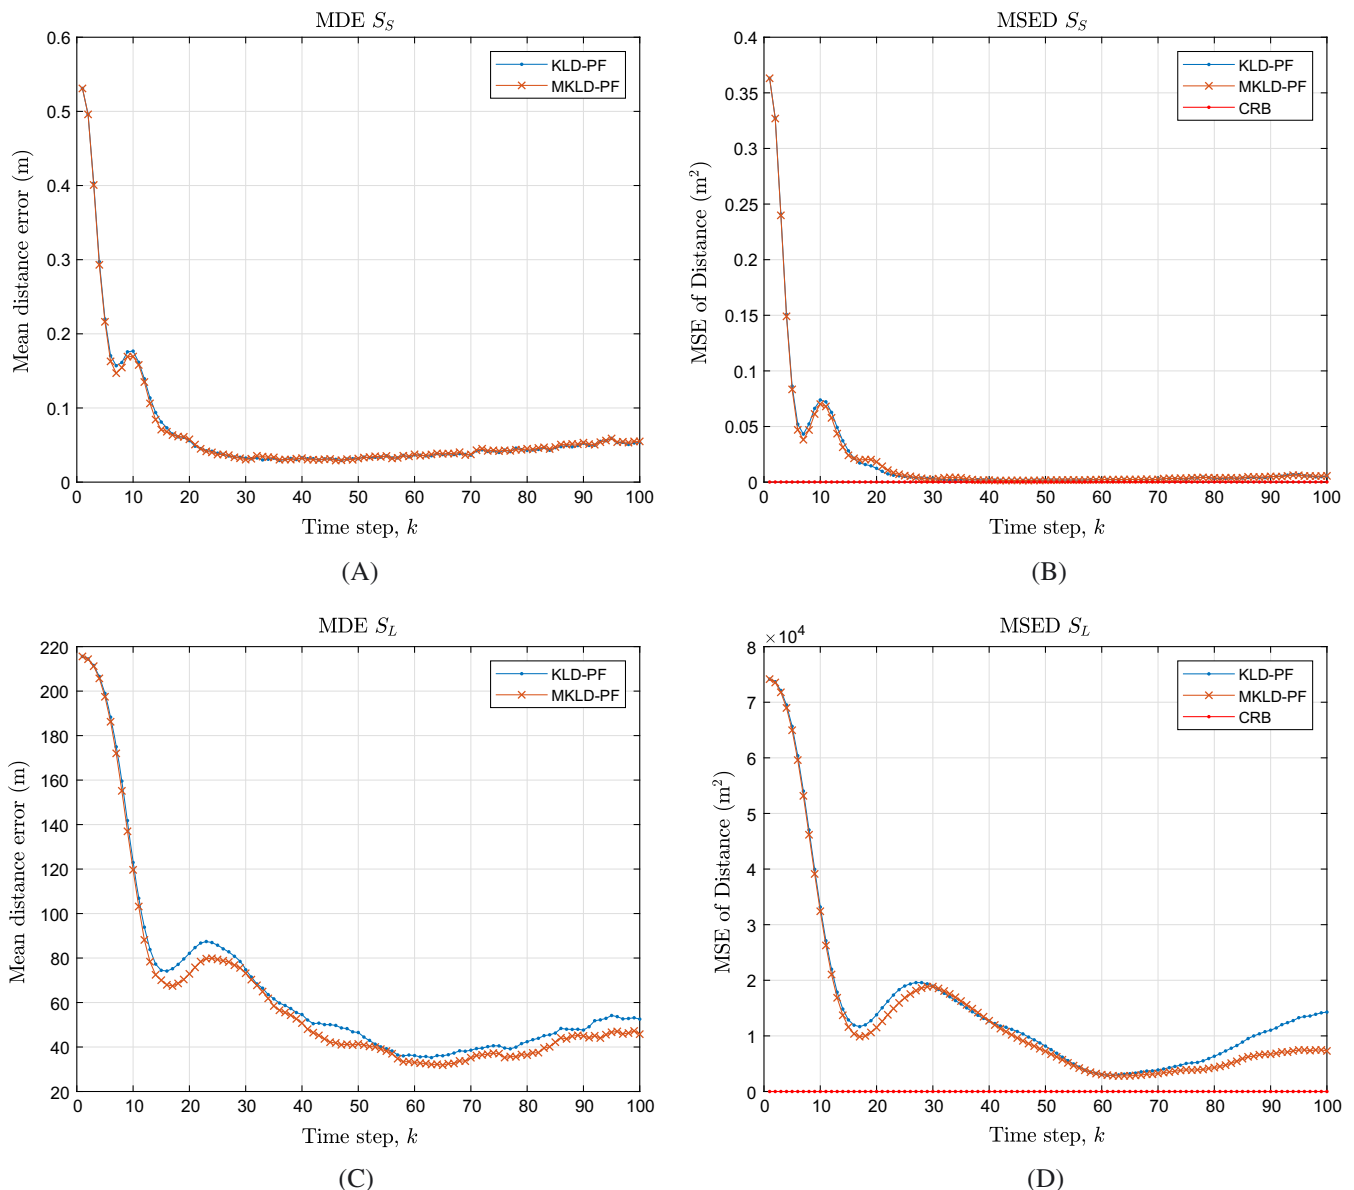 MDE S_S
0.6
0.5
0.4
0.3
0.2
0.1
0
Mean distance error (m)
KLD-PF
MKLD-PF
0 10 20 30 40 50 60 70 80 90 100
Time step, k
(A)
MSED S_S
0.4
0.35
0.3
0.25
0.2
0.15
0.1
0.05
0
MSE of Distance (m²)
KLD-PF
MKLD-PF
CRB
0 10 20 30 40 50 60 70 80 90 100
Time step, k
(B)
MDE S_L
220
200
180
160
140
120
100
80
60
40
20
Mean distance error (m)
KLD-PF
MKLD-PF
0 10 20 30 40 50 60 70 80 90 100
Time step, k
(C)
MSED S_L
×10⁴
8
7
6
5
4
3
2
1
0
MSE of Distance (m²)
KLD-PF
MKLD-PF
CRB
0 10 20 30 40 50 60 70 80 90 100
Time step, k
(D)